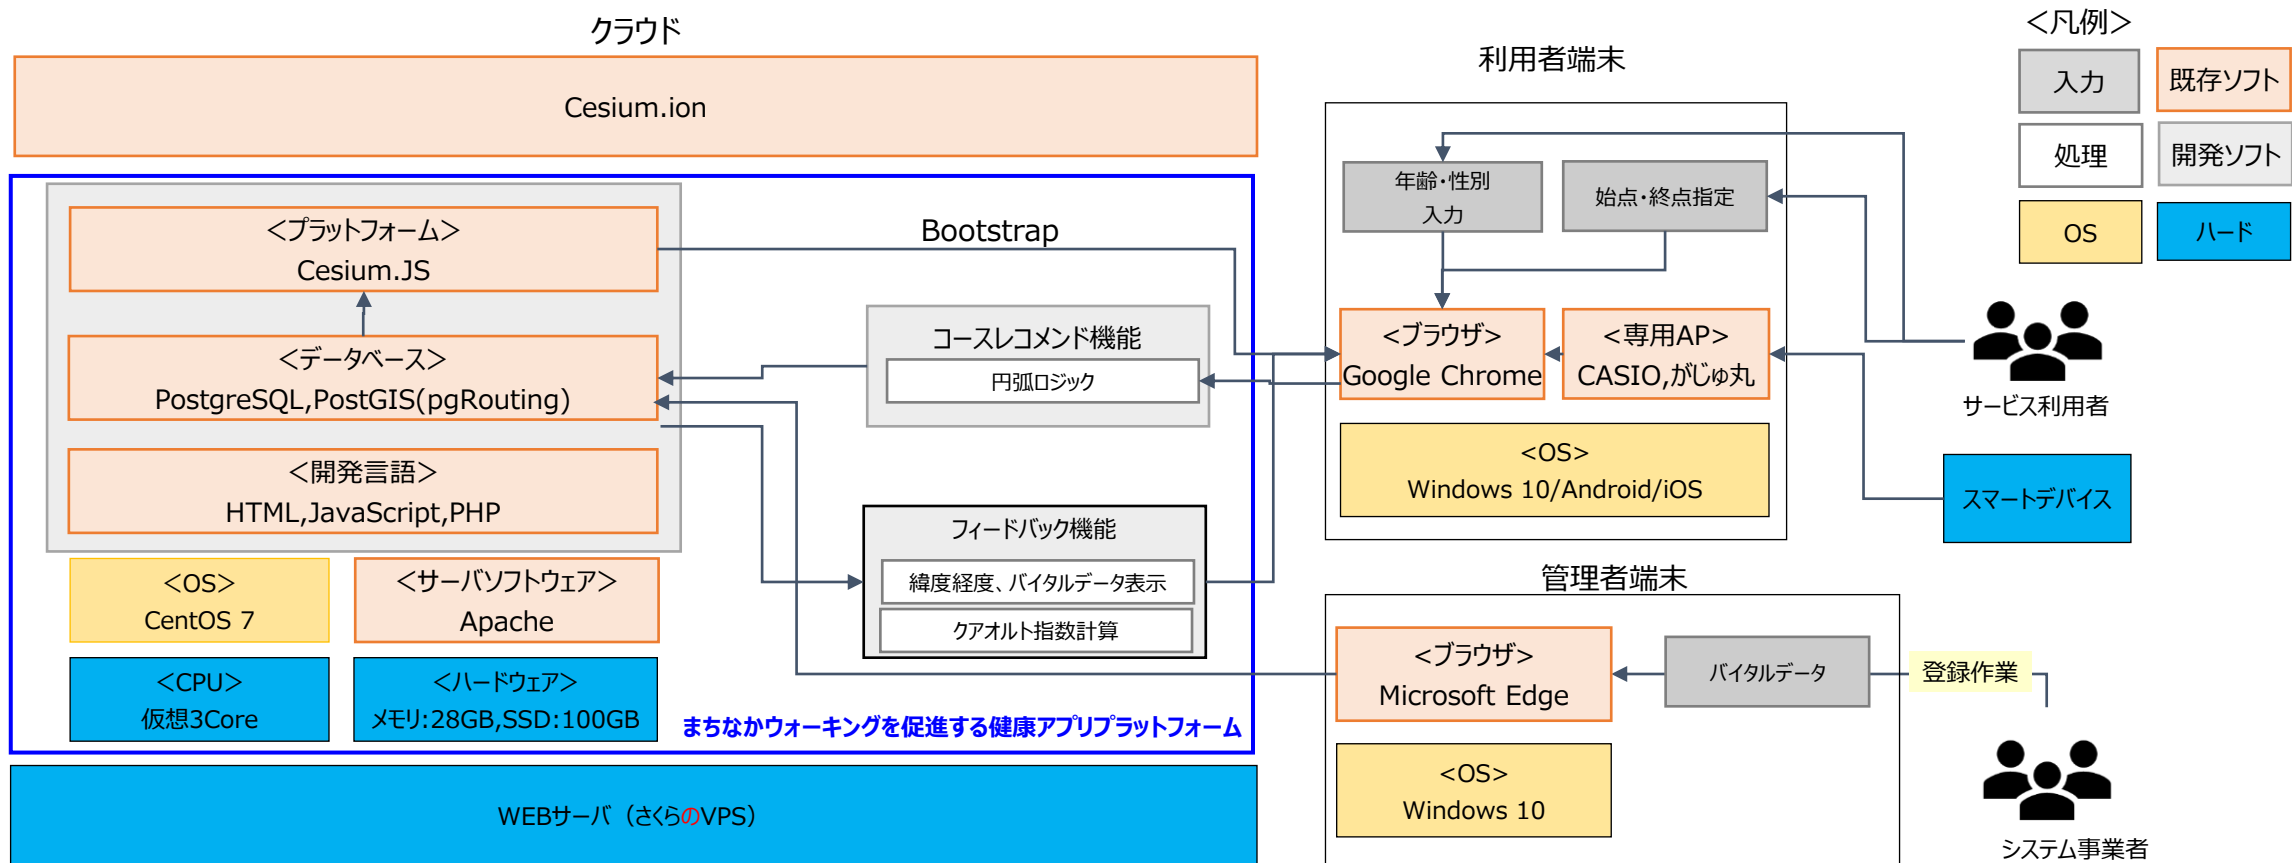 クラウド
Cesium.ion
<プラットフォーム>
Cesium.JS
<データベース>
PostgreSQL,PostGIS(pgRouting)
<開発言語>
HTML,JavaScript,PHP
<OS>
CentOS 7
<サーバソフトウェア>
Apache
<CPU>
仮想3Core
<ハードウェア>
メモリ:28GB,SSD:100GB
Bootstrap
コースレコメンド機能
円弧ロジック
フィードバック機能
緯度経度、バイタルデータ表示
クアオルト指数計算
まちなかウォーキングを促進する健康アプリプラットフォーム
WEBサーバ（さくらのVPS）
利用者端末
年齢・性別
入力
始点・終点指定
<ブラウザ>
Google Chrome
<専用AP>
CASIO,がじゅ丸
<OS>
Windows 10/Android/iOS
管理者端末
<ブラウザ>
Microsoft Edge
バイタルデータ
登録作業
<OS>
Windows 10
<凡例>
入力
既存ソフト
処理
開発ソフト
OS
ハード
サービス利用者
スマートデバイス
システム事業者